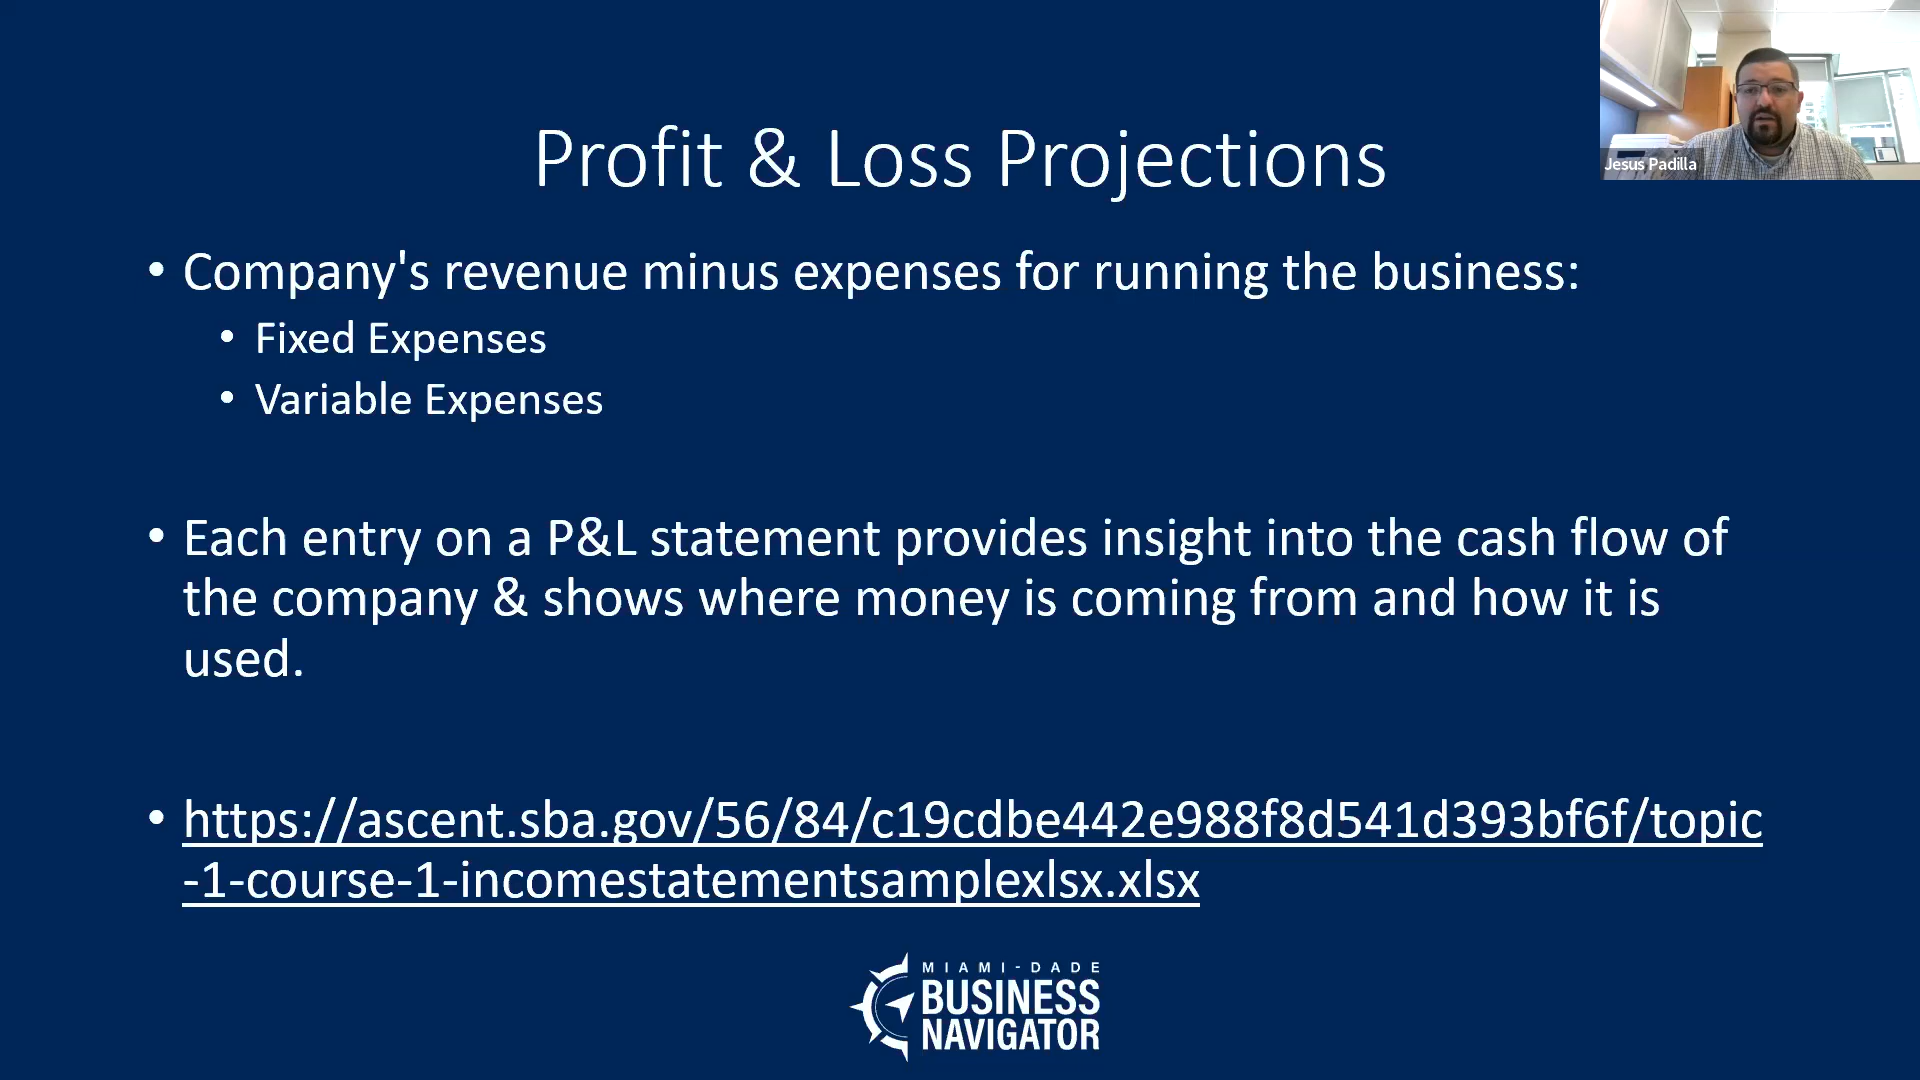 Profit & Loss Projections
Jesus Padilla
• Company's revenue minus expenses for running the business:
• Fixed Expenses
• Variable Expenses
• Each entry on a P&L statement provides insight into the cash flow of
the company & shows where money is coming from and how it is
used.
• https://ascent.sba.gov/56/84/c19cdbe442e988f8d541d393bf6f/topic
-1-course-1-incomestatementsamplexlsx.xlsx
MIAMI-DADE
BUSINESS
NAVIGATOR